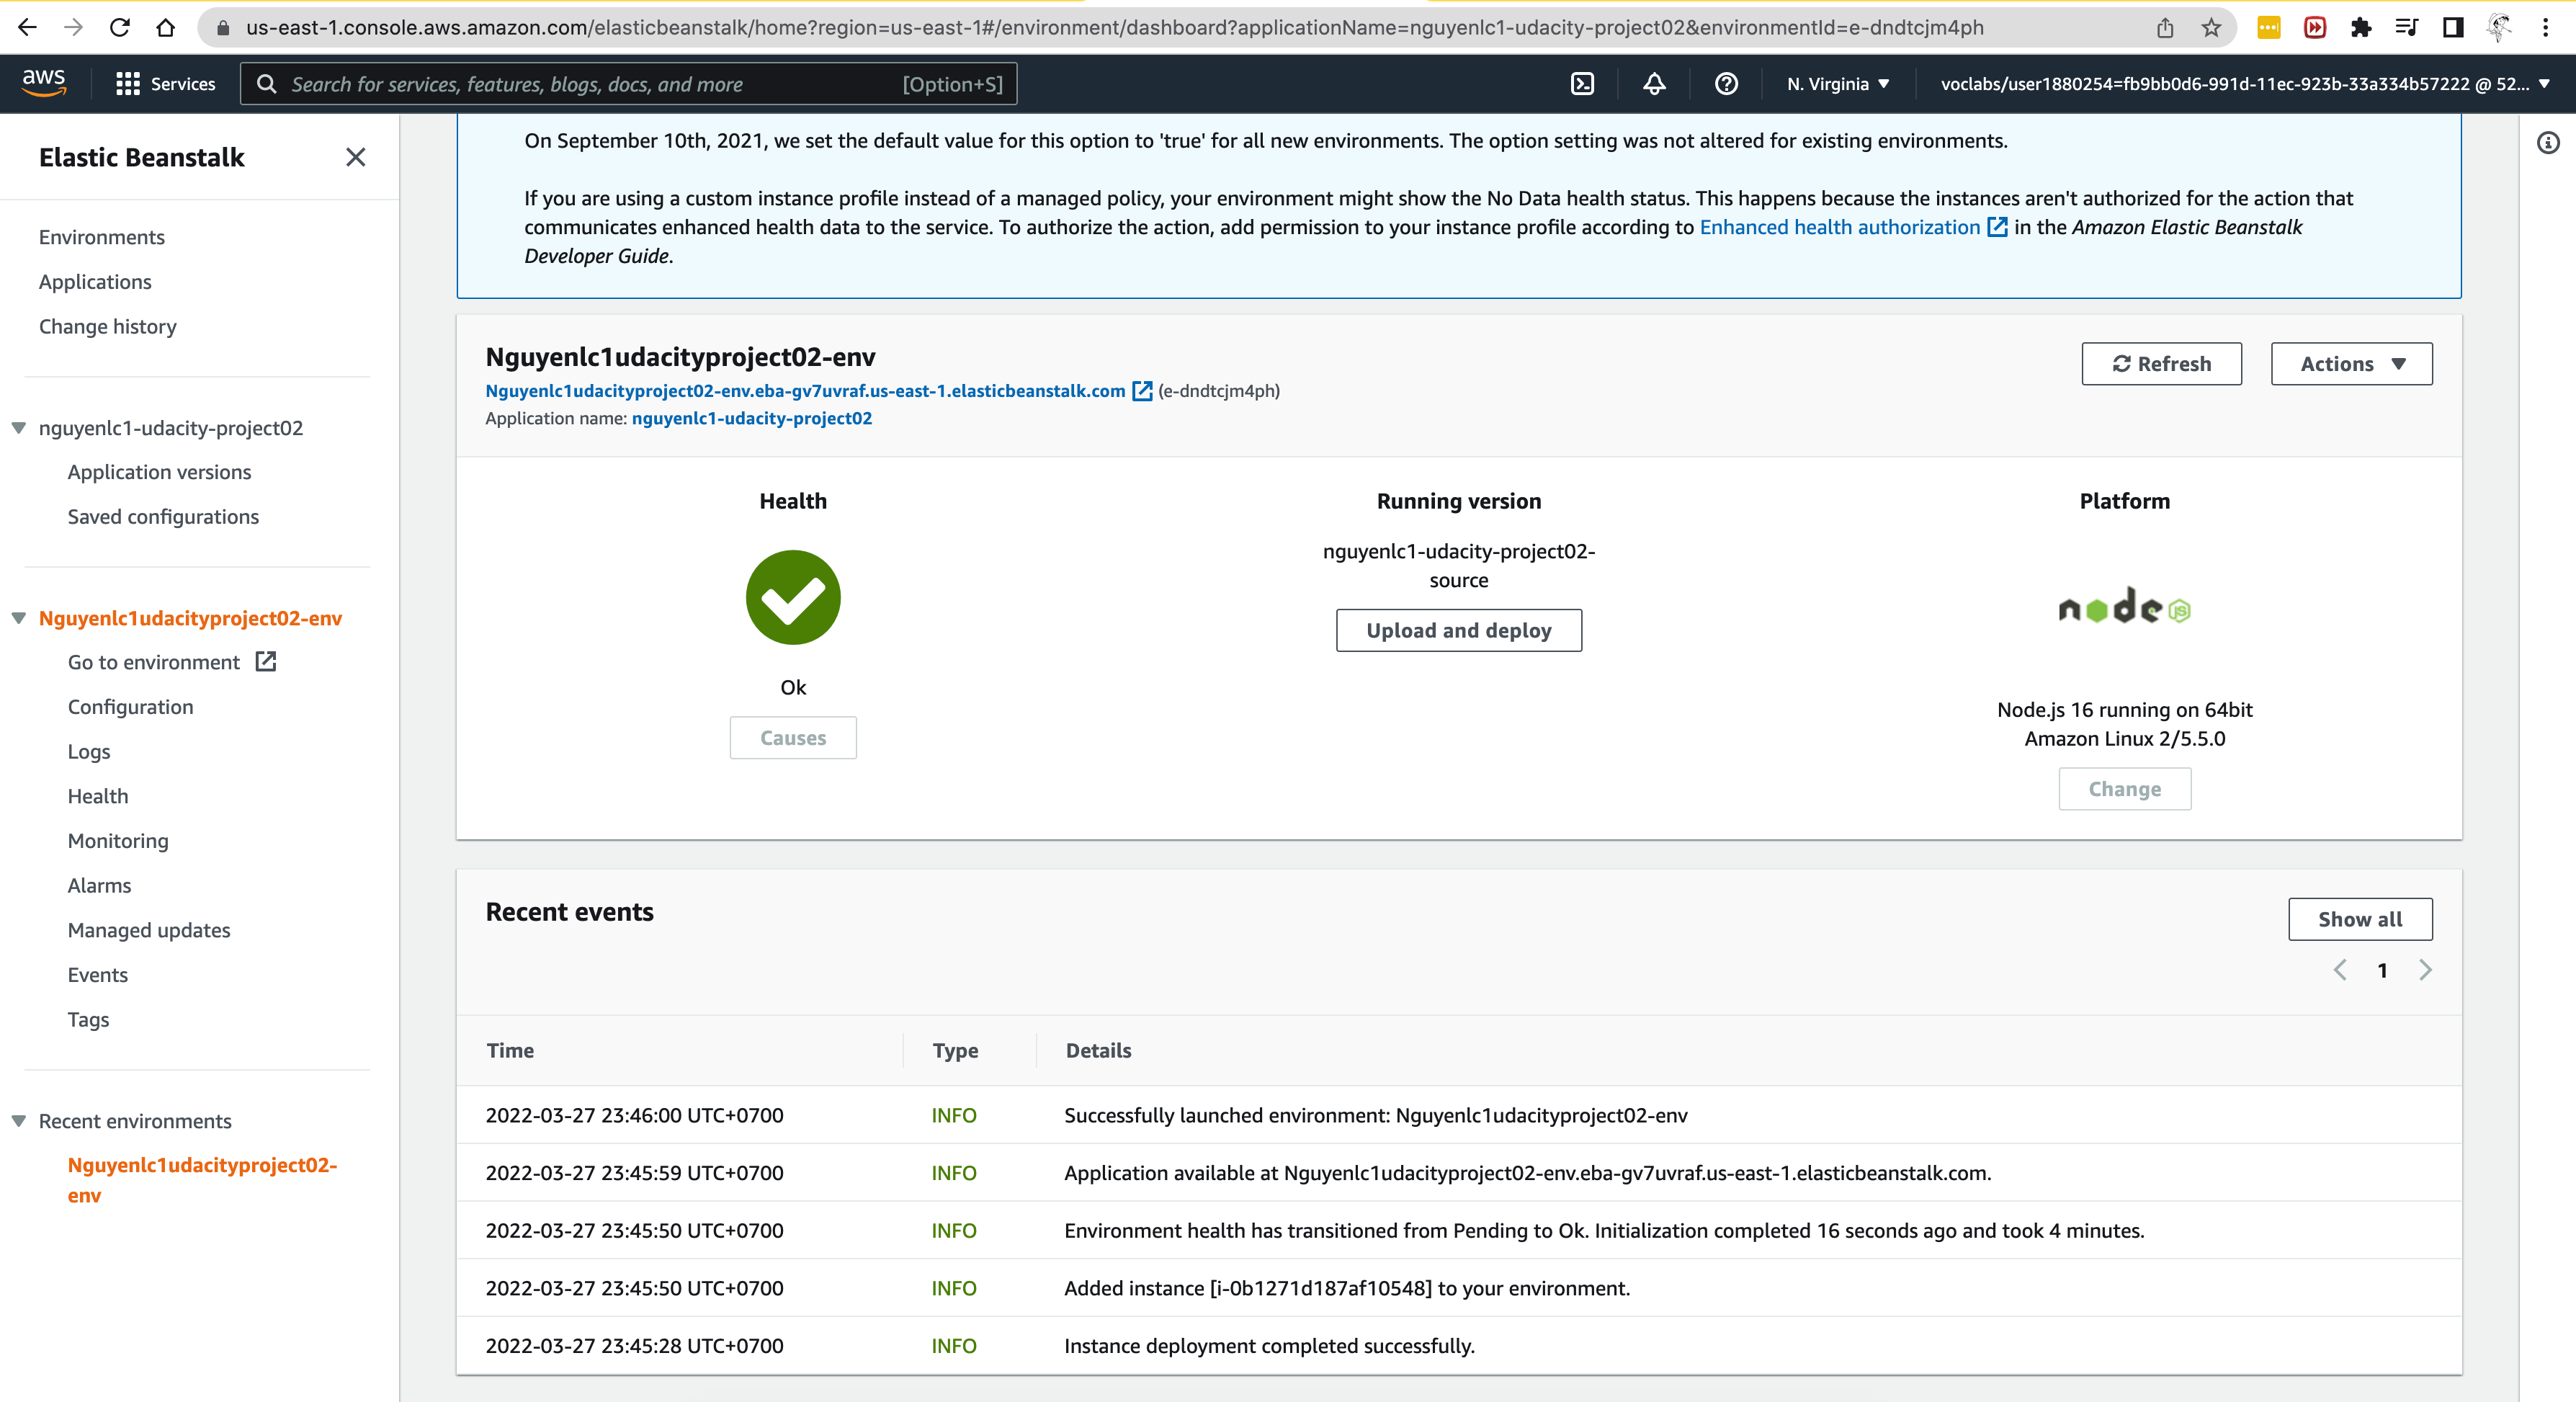 us-east-1.console.aws.amazon.com/elasticbeanstalk/home?region=us-east-1#/environment/dashboard?applicationName=nguyenlc1-udacity-project02&environmentId=e-dndtcjm4ph
aws
Services
Search for services, features, blogs, docs, and more
[Option+S]
N. Virginia
voclabs/user1880254=fb9bb0d6-991d-11ec-923b-33a334b57222 @ 52...
Elastic Beanstalk
Environments
Applications
Change history
nguyenlc1-udacity-project02
Application versions
Saved configurations
Nguyenlc1udacityproject02-env
Go to environment
Configuration
Logs
Health
Monitoring
Alarms
Managed updates
Events
Tags
Recent environments
Nguyenlc1udacityproject02-
env
On September 10th, 2021, we set the default value for this option to 'true' for all new environments. The option setting was not altered for existing environments.
If you are using a custom instance profile instead of a managed policy, your environment might show the No Data health status. This happens because the instances aren't authorized for the action that
communicates enhanced health data to the service. To authorize the action, add permission to your instance profile according to Enhanced health authorization in the Amazon Elastic Beanstalk
Developer Guide.
Nguyenlc1udacityproject02-env
Nguyenlc1udacityproject02-env.eba-gv7uvraf.us-east-1.elasticbeanstalk.com (e-dndtcjm4ph)
Application name: nguyenlc1-udacity-project02
Refresh
Actions
Health
Ok
Causes
Running version
nguyenlc1-udacity-project02-
source
Upload and deploy
Platform
node JS
Node.js 16 running on 64bit
Amazon Linux 2/5.5.0
Change
Recent events
Show all
1
Time Type Details
2022-03-27 23:46:00 UTC+0700 INFO Successfully launched environment: Nguyenlc1udacityproject02-env
2022-03-27 23:45:59 UTC+0700 INFO Application available at Nguyenlc1udacityproject02-env.eba-gv7uvraf.us-east-1.elasticbeanstalk.com.
2022-03-27 23:45:50 UTC+0700 INFO Environment health has transitioned from Pending to Ok. Initialization completed 16 seconds ago and took 4 minutes.
2022-03-27 23:45:50 UTC+0700 INFO Added instance [i-0b1271d187af10548] to your environment.
2022-03-27 23:45:28 UTC+0700 INFO Instance deployment completed successfully.